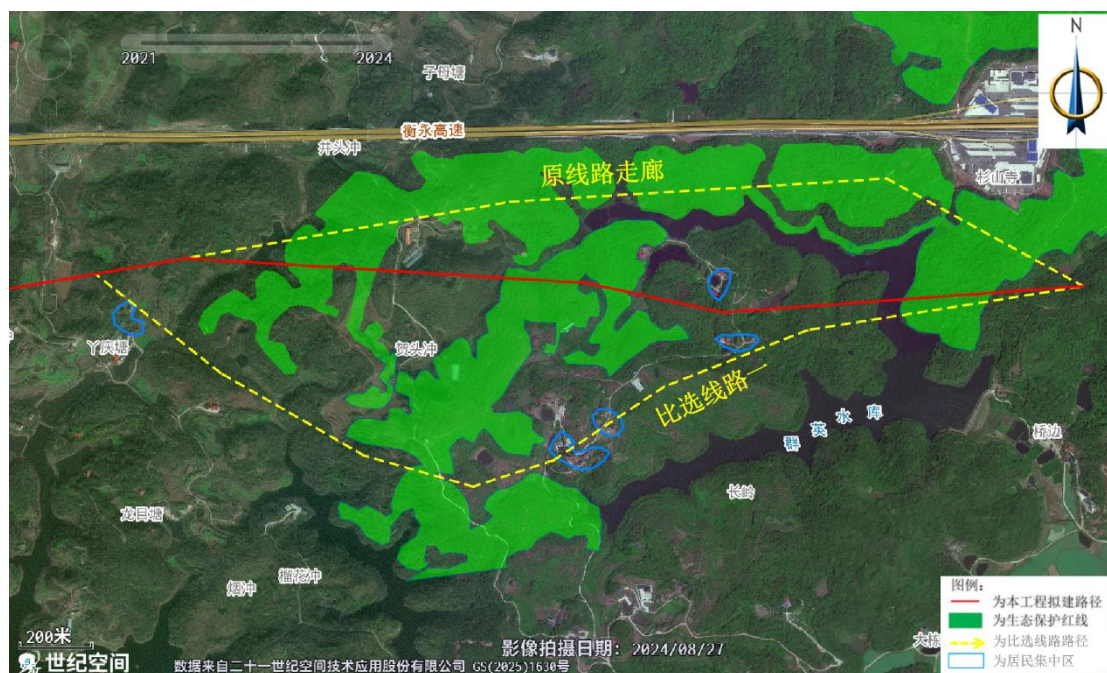 N
2021
2024
子母塘
衡永高速
井头冲
杉山寺
原线路走廊
丫庆塘
贺头冲
比选线路一
群英水库
桥边
长岭
龙目塘
榴花冲
烟冲
图例:
为本工程拟建路径
为生态保护红线
为比选线路路径
为居民集中区
大栋
200米
影像拍摄日期: 2024/08/27
世纪空间
数据来自二十一世纪空间技术应用股份有限公司 GS(2025)1630号